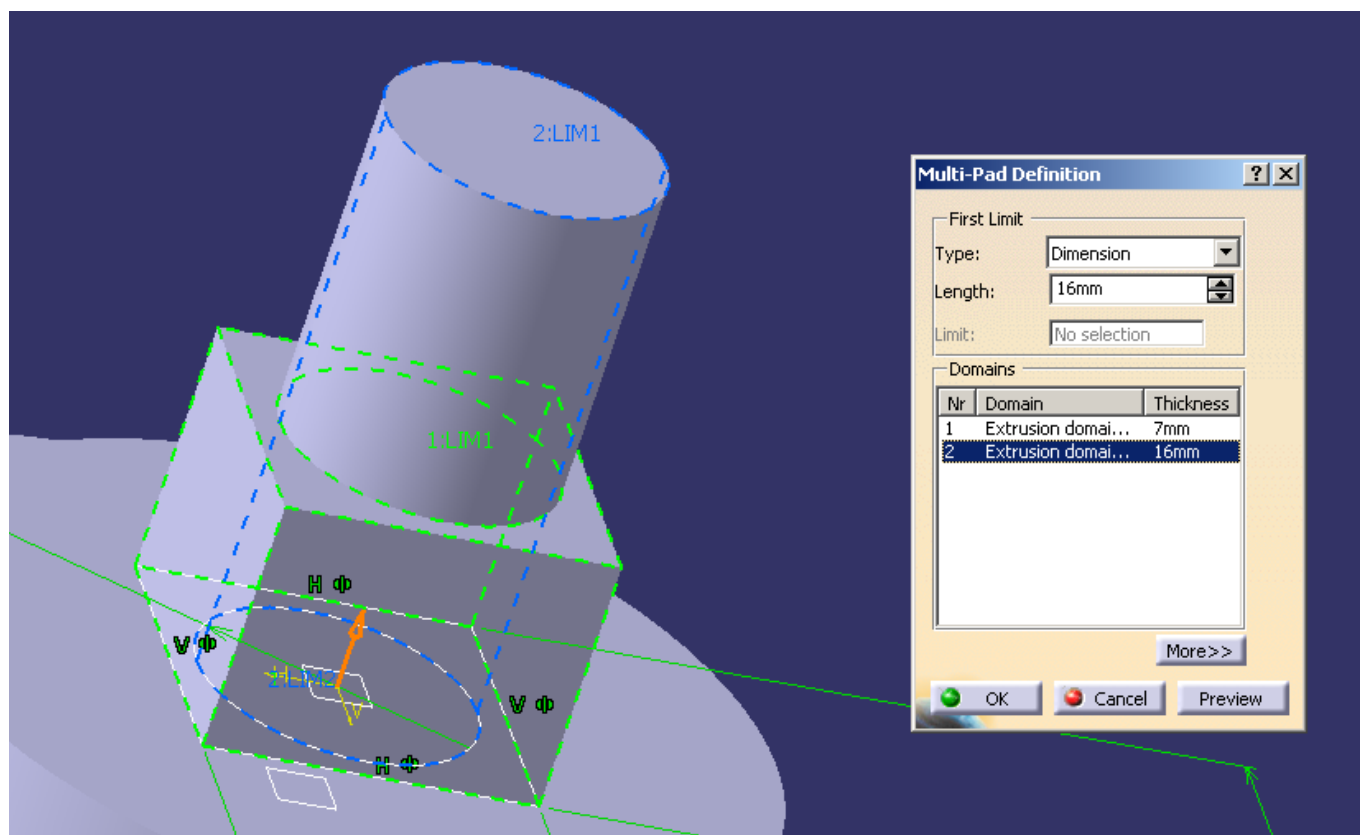 2:LIM1
1:LIM1
H
V
2:LIM2
H
V
H
V
Multi-Pad Definition
First Limit
Type: Dimension
Length: 16mm
Limit: No selection
Domains
Nr Domain Thickness
1 Extrusion domai... 7mm
2 Extrusion domai... 16mm
More>>
OK Cancel Preview